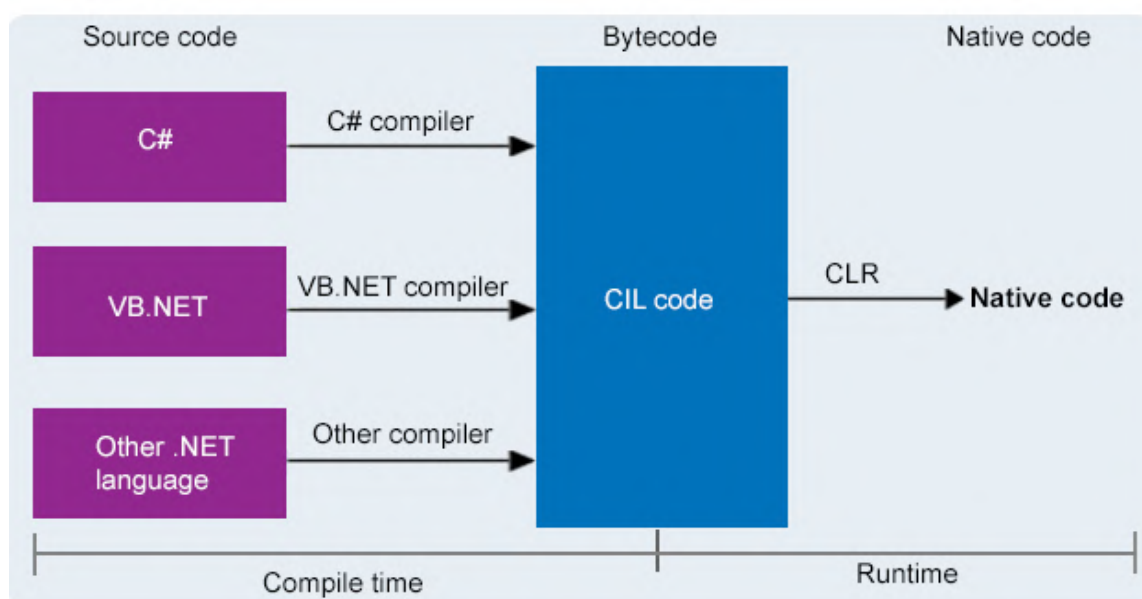 Source code
Bytecode
Native code
C#
C# compiler
VB.NET
VB.NET compiler
CIL code
CLR
Native code
Other .NET
language
Other compiler
Compile time
Runtime